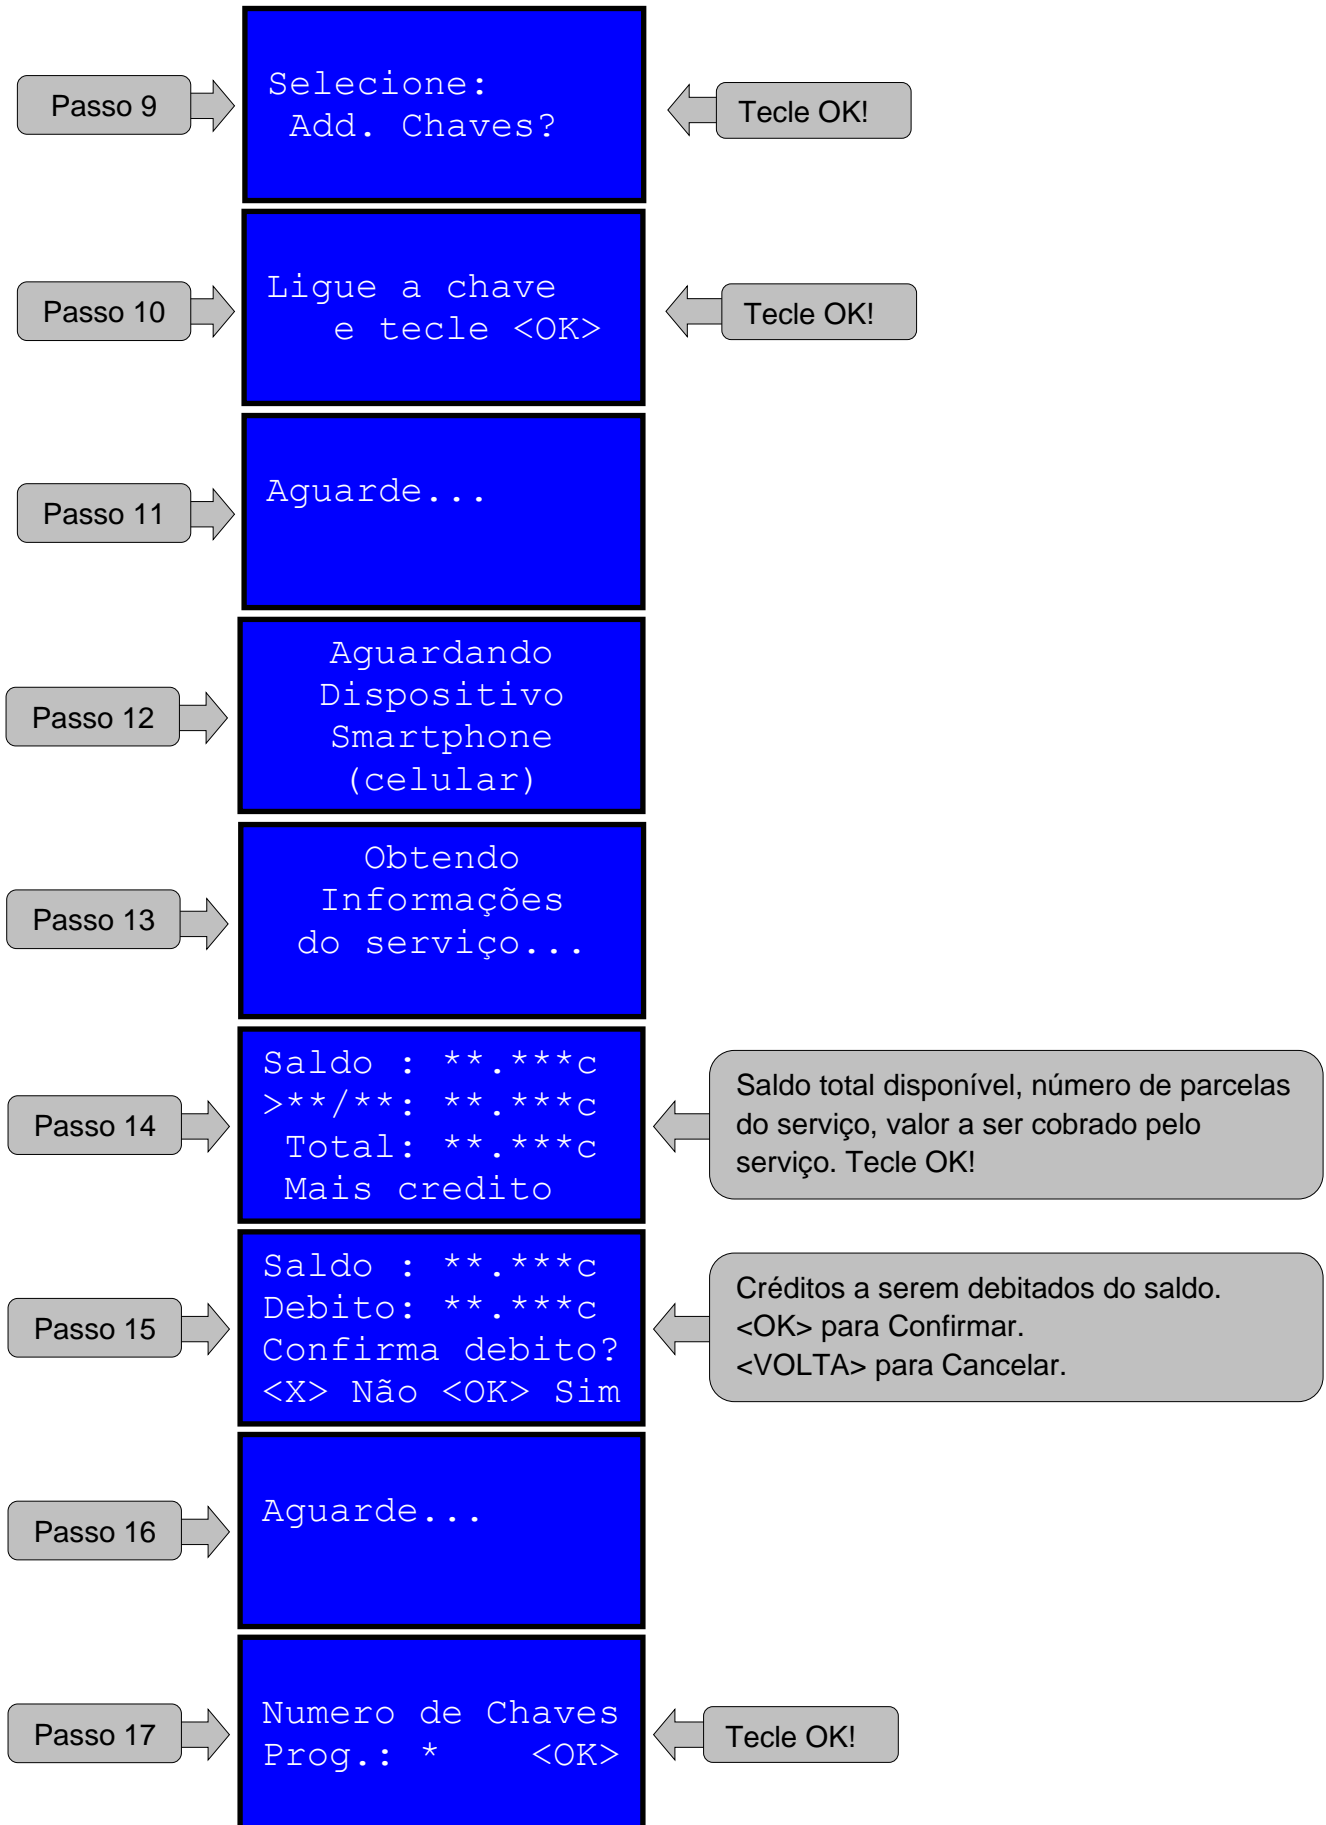 Passo 9
Selecione:
Add. Chaves?
Tecle OK!
Passo 10
Ligue a chave
e tecle <OK>
Tecle OK!
Passo 11
Aguarde...
Passo 12
Aguardando
Dispositivo
Smartphone
(celular)
Passo 13
Obtendo
Informações
do serviço...
Passo 14
Saldo : **.***c
>**/**: **.***c
Total: **.***c
Mais credito
Saldo total disponível, número de parcelas
do serviço, valor a ser cobrado pelo
serviço. Tecle OK!
Passo 15
Saldo : **.***c
Debito: **.***c
Confirma debito?
<X> Não <OK> Sim
Créditos a serem debitados do saldo.
<OK> para Confirmar.
<VOLTA> para Cancelar.
Passo 16
Aguarde...
Passo 17
Numero de Chaves
Prog.: * <OK>
Tecle OK!